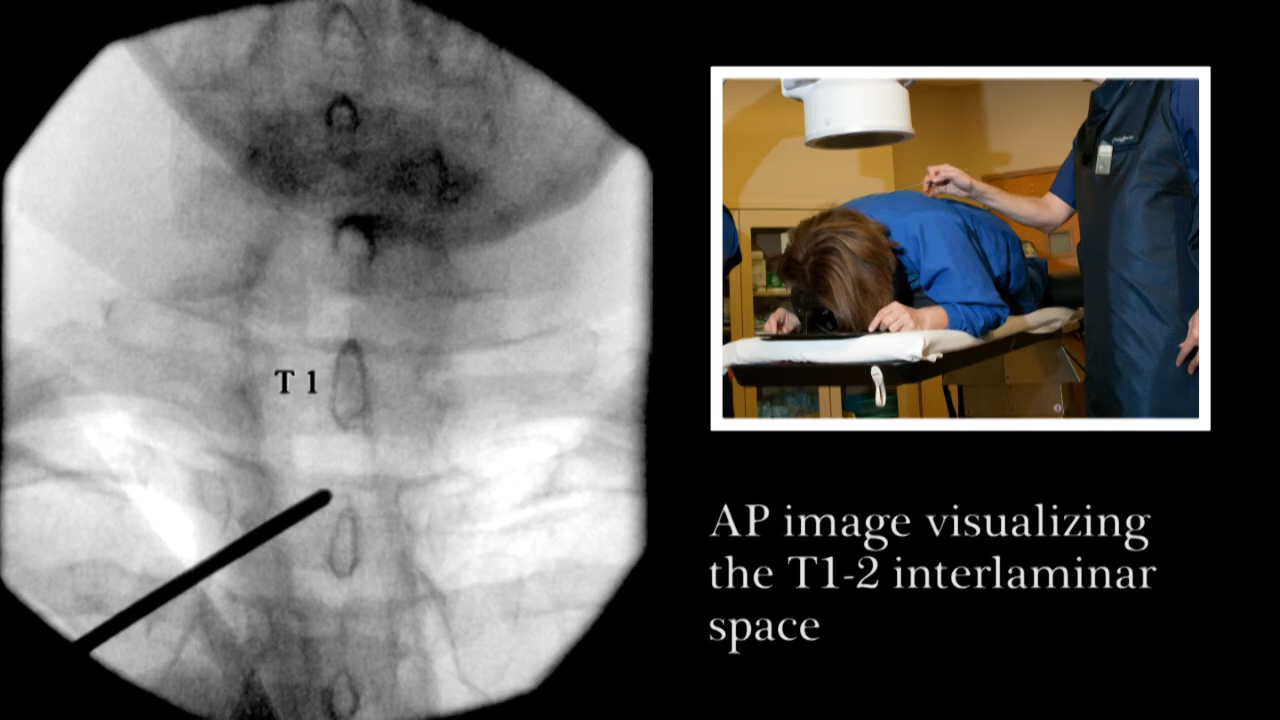 T 1
AP image visualizing
the T1-2 interlaminar
space